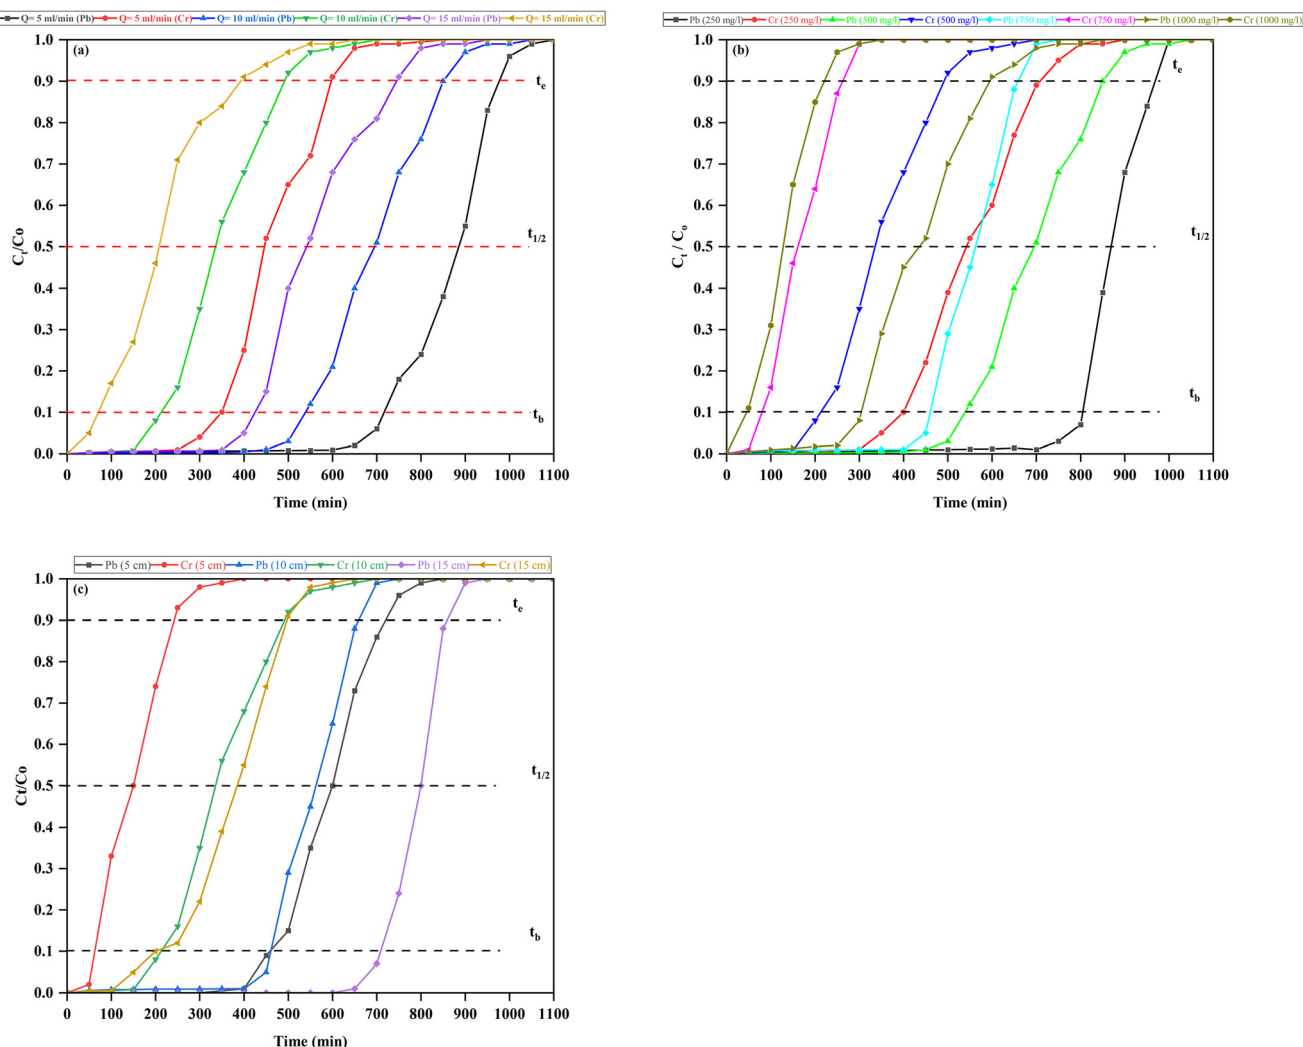 Q= 5 ml/min (Pb) Q= 5 ml/min (Cr) Q= 10 ml/min (Pb) Q= 10 ml/min (Cr) Q= 15 ml/min (Pb) Q= 15 ml/min (Cr)
(a)
1.0
0.9
0.8
0.7
0.6
0.5
0.4
0.3
0.2
0.1
0.0
te
t1/2
tb
Ct/Co
0 100 200 300 400 500 600 700 800 900 1000 1100
Time (min)
Pb (250 mg/l) Cr (250 mg/l) Pb (500 mg/l) Cr (500 mg/l) Pb (750 mg/l) Cr (750 mg/l) Pb (1000 mg/l) Cr (1000 mg/l)
(b)
1.0
0.9
0.8
0.7
0.6
0.5
0.4
0.3
0.2
0.1
0.0
te
t1/2
tb
Ct / Co
0 100 200 300 400 500 600 700 800 900 1000 1100
Time (min)
Pb (5 cm) Cr (5 cm) Pb (10 cm) Cr (10 cm) Pb (15 cm) Cr (15 cm)
(c)
1.0
0.9
0.8
0.7
0.6
0.5
0.4
0.3
0.2
0.1
0.0
te
t1/2
tb
Ct/Co
0 100 200 300 400 500 600 700 800 900 1000 1100
Time (min)